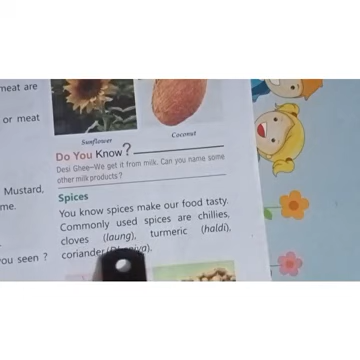 meat are
or meat
Mustard,
me.
you seen ?
Sunflower
Coconut
Do You Know?
Desi Ghee–We get it from milk. Can you name some
other milk products?
Spices
You know spices make our food tasty.
Commonly used spices are chillies,
cloves (laung), turmeric (haldi),
coriander